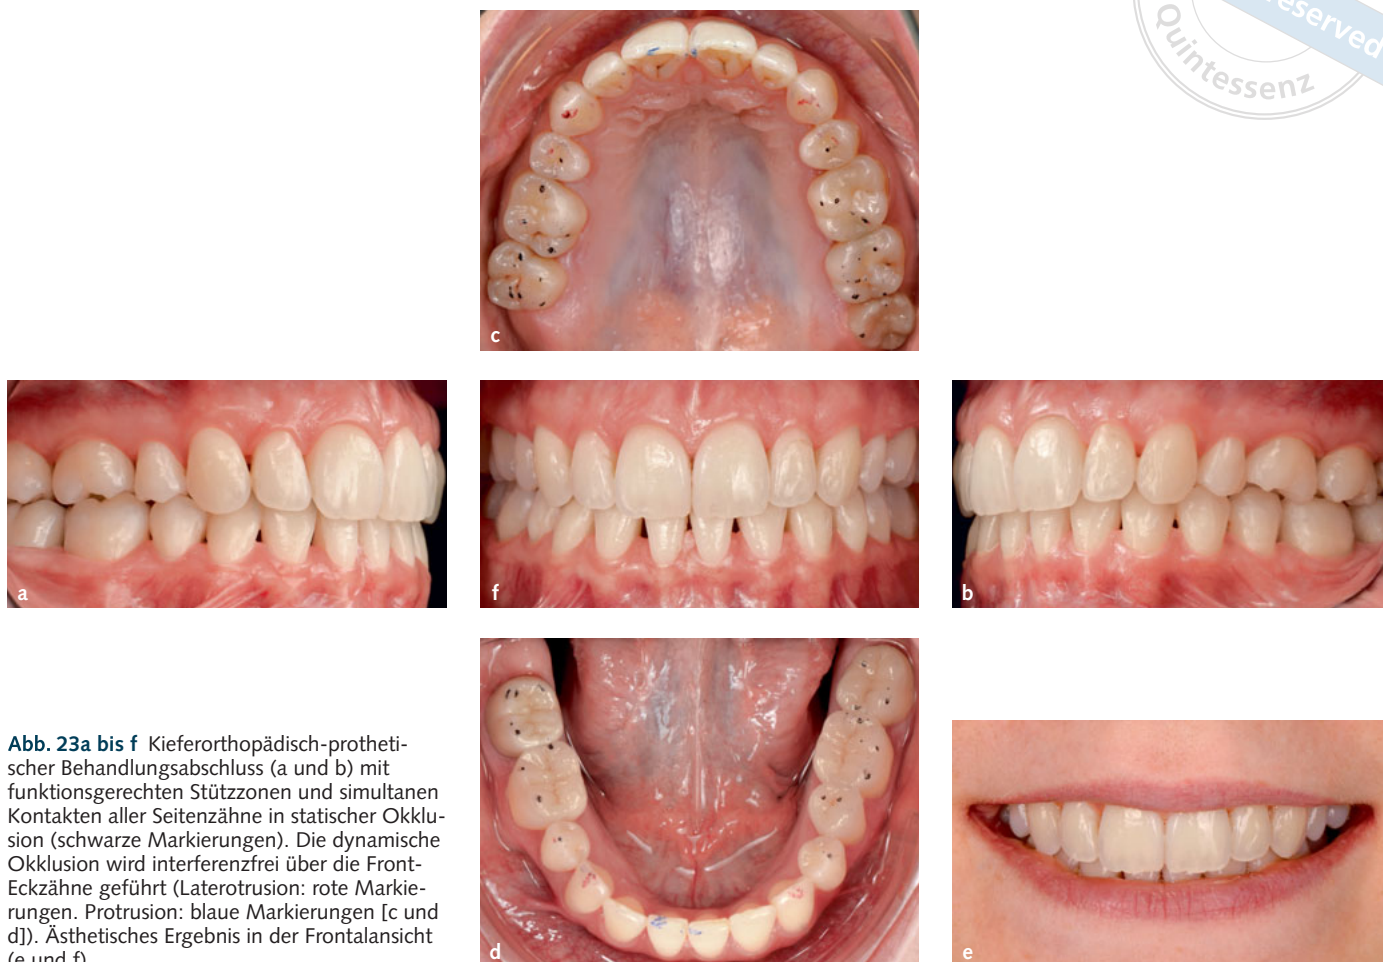 reserved
Quintessenz
c
a
f
b
Abb. 23a bis f Kieferorthopädisch-protheti-
scher Behandlungsabschluss (a und b) mit
funktionsgerechten Stützzonen und simultanen
Kontakten aller Seitenzähne in statischer Okklu-
sion (schwarze Markierungen). Die dynamische
Okklusion wird interferenzfrei über die Front-
Eckzähne geführt (Laterotrusion: rote Markie-
rungen. Protrusion: blaue Markierungen [c und
d]). Ästhetisches Ergebnis in der Frontalansicht
(e und f).
d
e